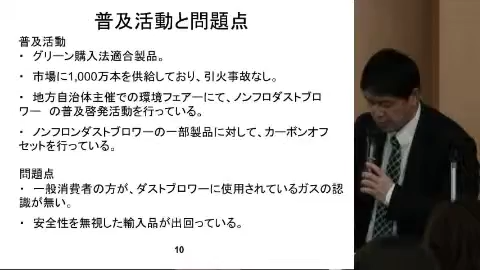 普及活動と問題点
普及活動
・ グリーン購入法適合製品。
・ 市場に1,000万本を供給しており、引火事故なし。
・ 地方自治体主催での環境フェアーにて、ノンフロダストブロ
ワー の普及啓発活動を行っている。
・ ノンフロンダストブロワーの一部製品に対して、カーボンオフ
セットを行っている。
問題点
・ 一般消費者の方が、ダストブロワーに使用されているガスの認
識が無い。
・ 安全性を無視した輸入品が出回っている。
10